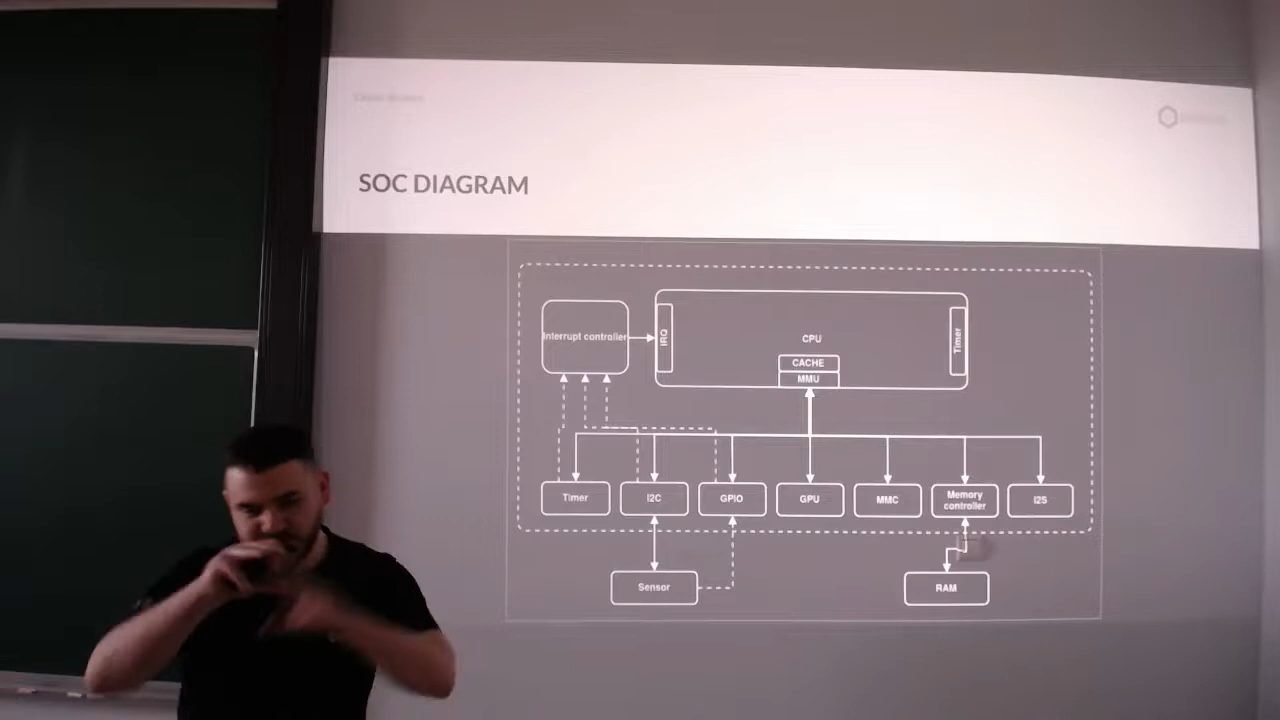 SOC DIAGRAM
Interrupt controller
IRQ
CPU
Timer
CACHE
MMU
Timer
I2C
GPIO
GPU
MMC
Memory
controller
I2S
Sensor
RAM